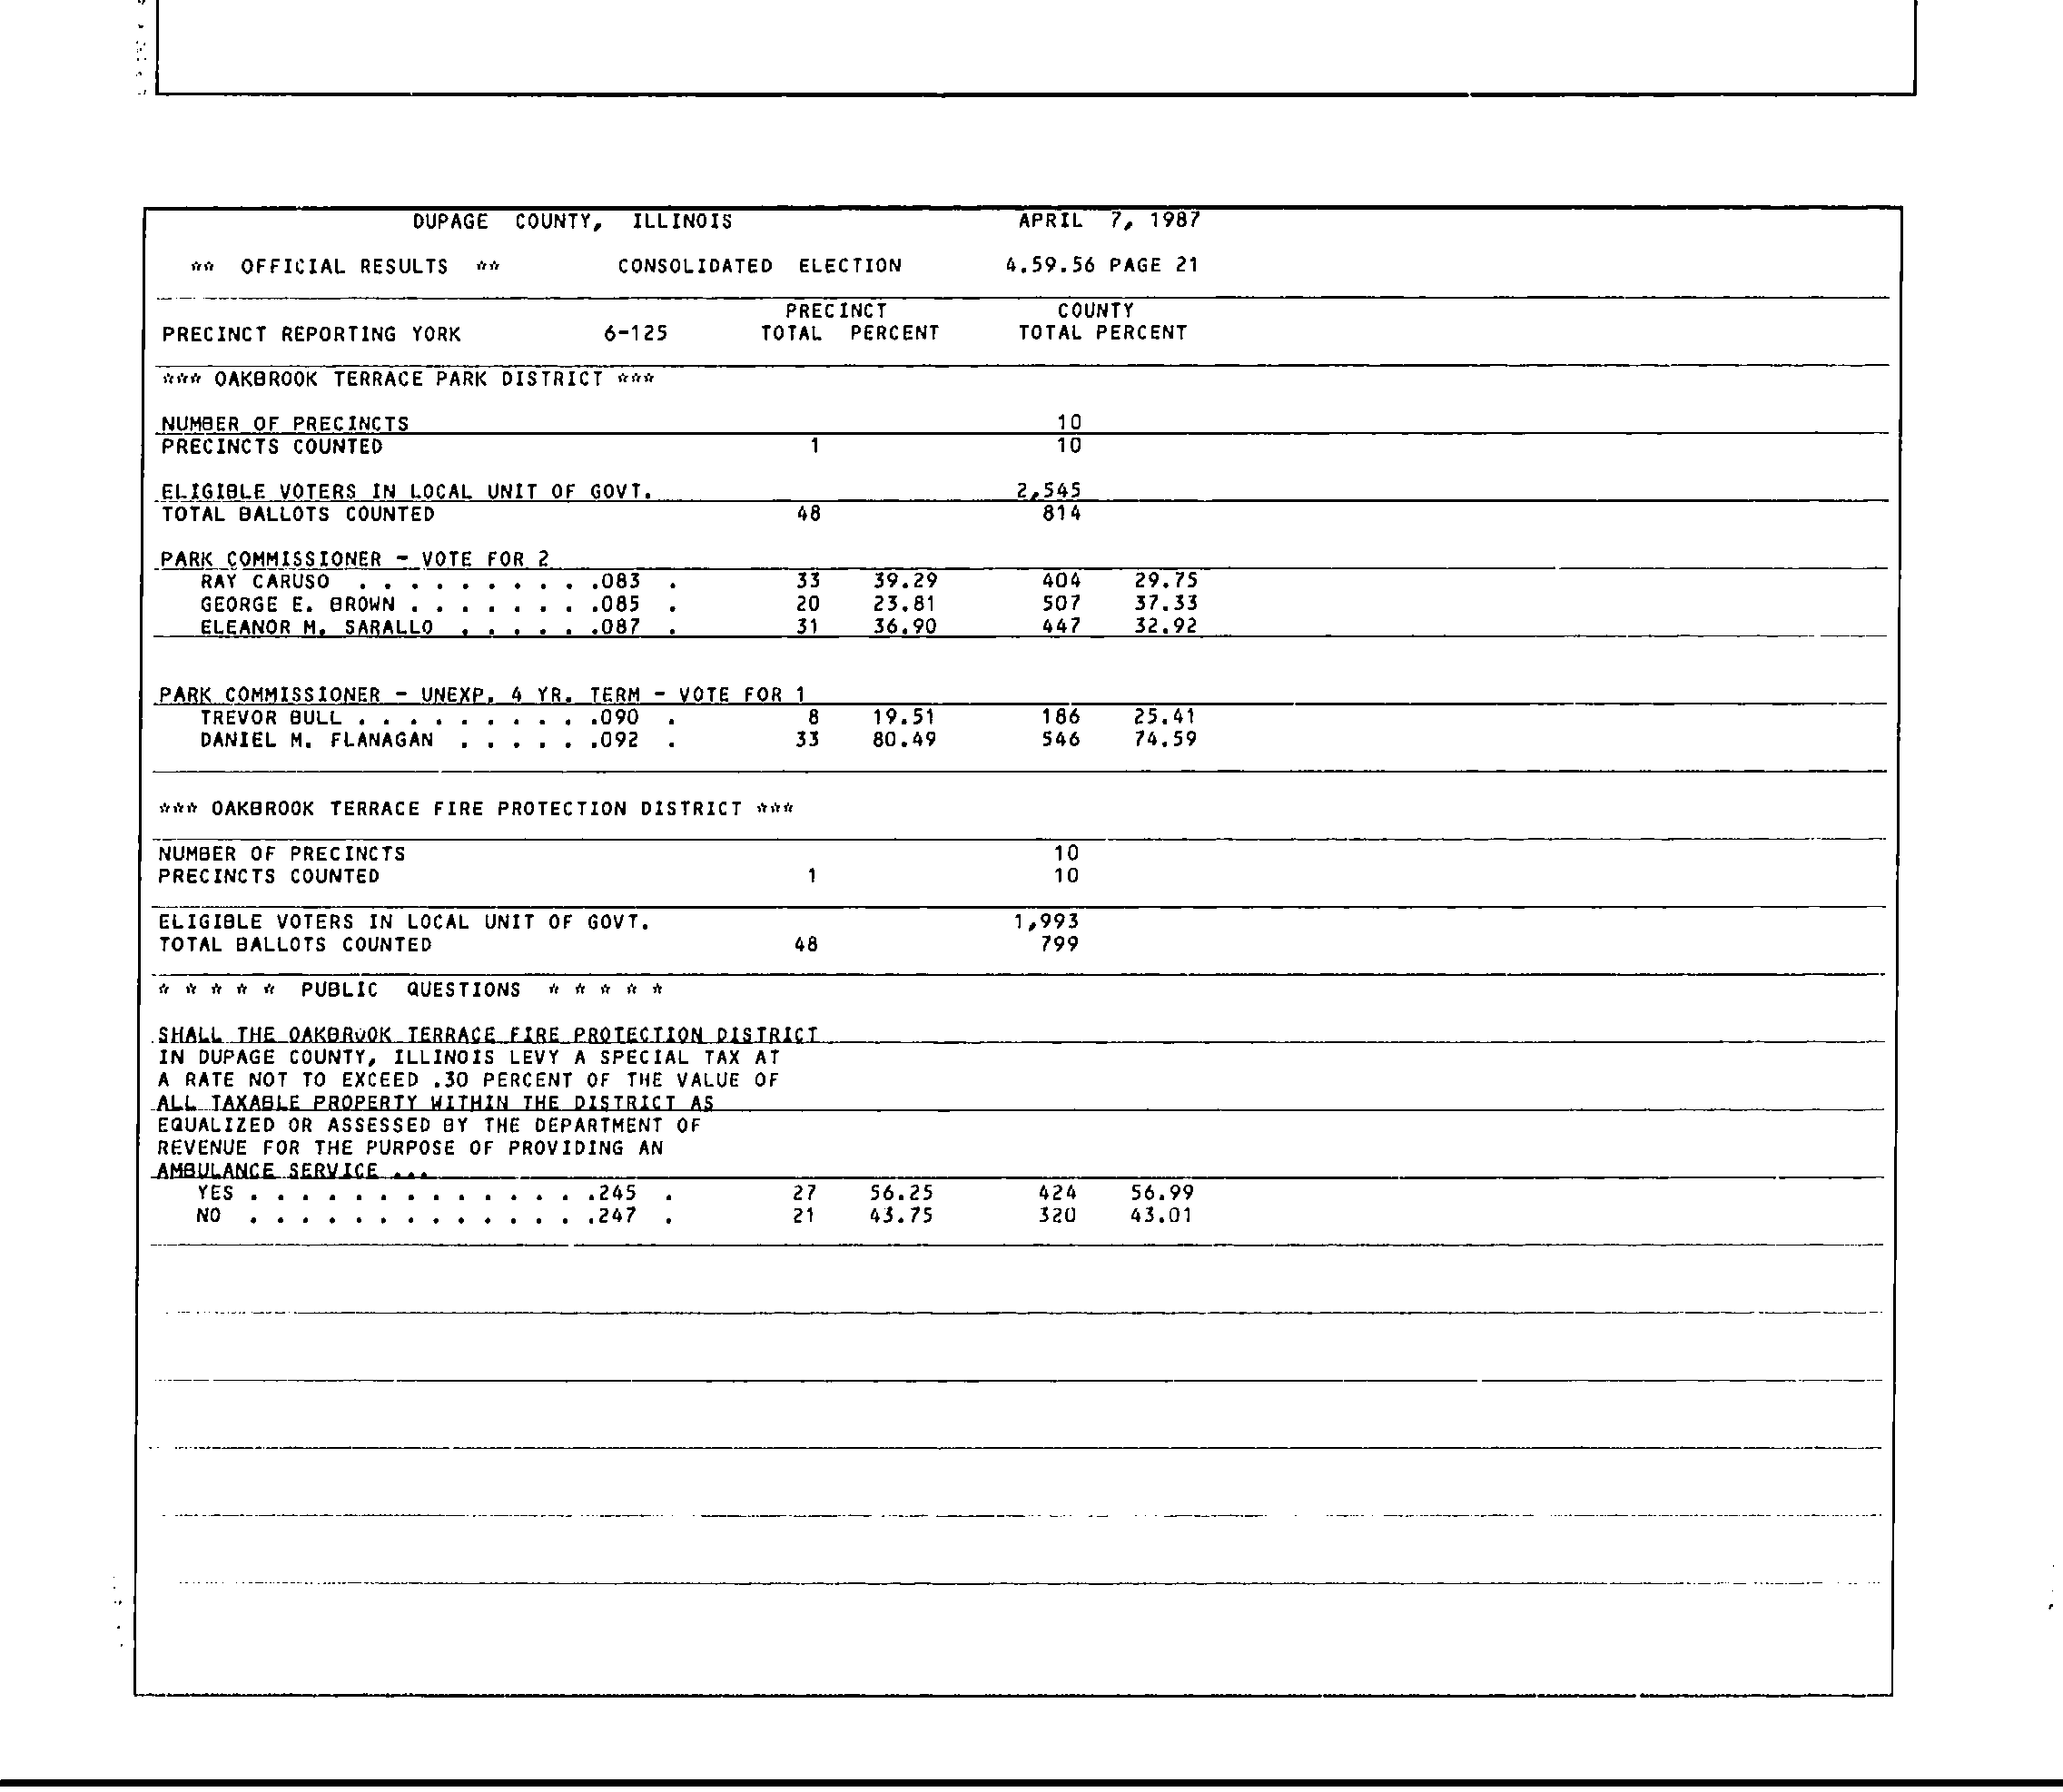 DUPAGE COUNTY, ILLINOIS APRIL 7, 1987
** OFFICIAL RESULTS ** CONSOLIDATED ELECTION 4.59.56 PAGE 21
PRECINCT COUNTY
PRECINCT REPORTING YORK 6-125 TOTAL PERCENT TOTAL PERCENT
*** OAKBROOK TERRACE PARK DISTRICT ***
NUMBER OF PRECINCTS 10
PRECINCTS COUNTED 1 10
ELIGIBLE VOTERS IN LOCAL UNIT OF GOVT. 2,545
TOTAL BALLOTS COUNTED 48 814
PARK COMMISSIONER - VOTE FOR 2
RAY CARUSO . . . . . . . . . .083 . 33 39.29 404 29.75
GEORGE E. BROWN . . . . . . . .085 . 20 23.81 507 37.33
ELEANOR M. SARALLO . . . . . .087 . 31 36.90 447 32.92
PARK COMMISSIONER - UNEXP. 4 YR. TERM - VOTE FOR 1
TREVOR BULL . . . . . . . . . .090 . 8 19.51 186 25.41
DANIEL M. FLANAGAN . . . . . .092 . 33 80.49 546 74.59
*** OAKBROOK TERRACE FIRE PROTECTION DISTRICT ***
NUMBER OF PRECINCTS 10
PRECINCTS COUNTED 1 10
ELIGIBLE VOTERS IN LOCAL UNIT OF GOVT. 1,993
TOTAL BALLOTS COUNTED 48 799
* * * * * PUBLIC QUESTIONS * * * * *
SHALL THE OAKBROOK TERRACE FIRE PROTECTION DISTRICT
IN DUPAGE COUNTY, ILLINOIS LEVY A SPECIAL TAX AT
A RATE NOT TO EXCEED .30 PERCENT OF THE VALUE OF
ALL TAXABLE PROPERTY WITHIN THE DISTRICT AS
EQUALIZED OR ASSESSED BY THE DEPARTMENT OF
REVENUE FOR THE PURPOSE OF PROVIDING AN
AMBULANCE SERVICE ...
YES . . . . . . . . . . . . . .245 . 27 56.25 424 56.99
NO . . . . . . . . . . . . . .247 . 21 43.75 320 43.01